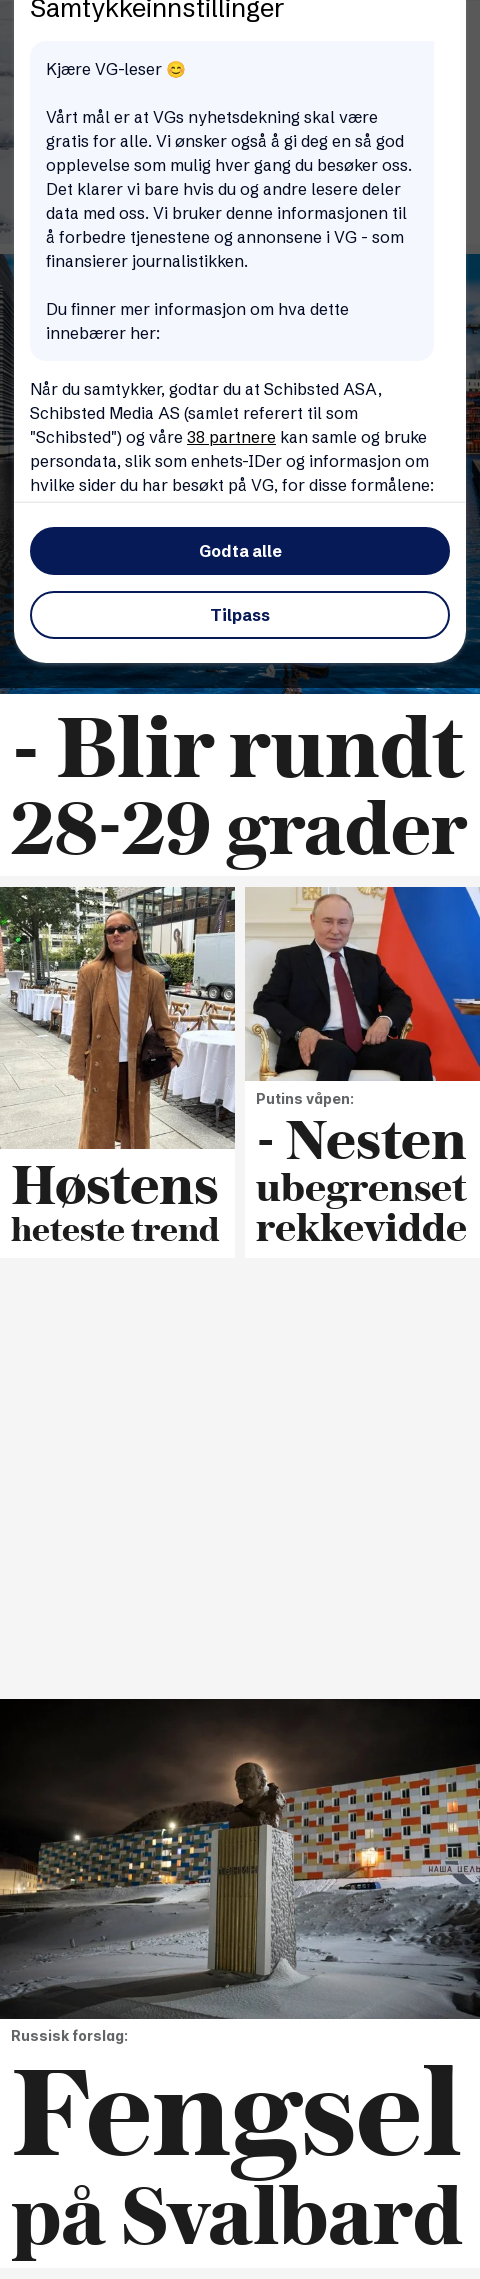 Samtykkeinnstillinger
Kjære VG-leser 😊
Vårt mål er at VGs nyhetsdekning skal være
gratis for alle. Vi ønsker også å gi deg en så god
opplevelse som mulig hver gang du besøker oss.
Det klarer vi bare hvis du og andre lesere deler
data med oss. Vi bruker denne informasjonen til
å forbedre tjenestene og annonsene i VG - som
finansierer journalistikken.
Du finner mer informasjon om hva dette
innebærer her:
Når du samtykker, godtar du at Schibsted ASA,
Schibsted Media AS (samlet referert til som
"Schibsted") og våre 38 partnere kan samle og bruke
persondata, slik som enhets-IDer og informasjon om
hvilke sider du har besøkt på VG, for disse formålene:
Godta alle
Tilpass
- Blir rundt
28-29 grader
Høstens
heteste trend
Putins våpen:
- Nesten
ubegrenset
rekkevidde
НАША ЦЕЛЬ
Russisk forslag:
Fengsel
på Svalbard